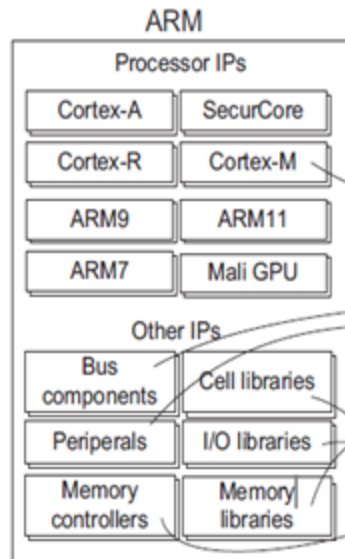 ARM
Processor IPs
Cortex-A
SecurCore
Cortex-R
Cortex-M
ARM9
ARM11
ARM7
Mali GPU
Other IPs
Bus
components
Cell libraries
Periperals
I/O libraries
Memory
controllers
Memory
libraries